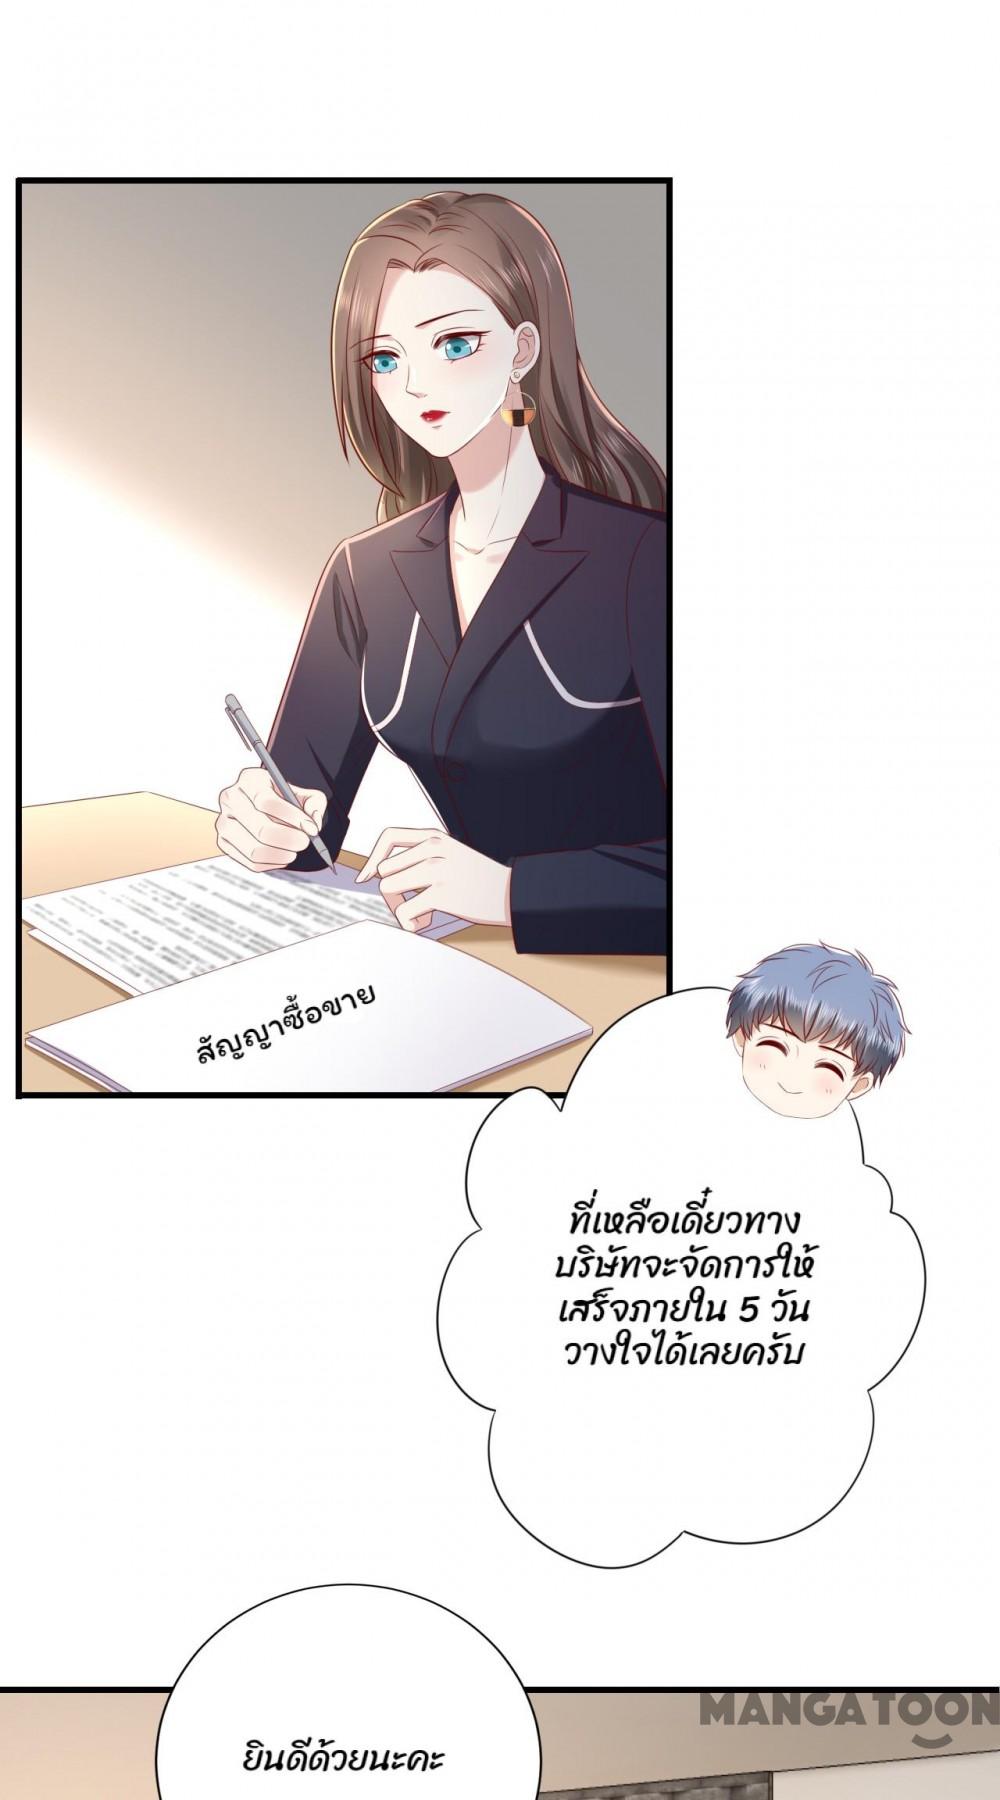 สัญญาซื้อขาย
ที่เหลือเดี๋ยวทาง
บริษัทจะจัดการให้
เสร็จภายใน 5 วัน
วางใจได้เลยครับ
MANGATOON
ยินดีด้วยนะคะ